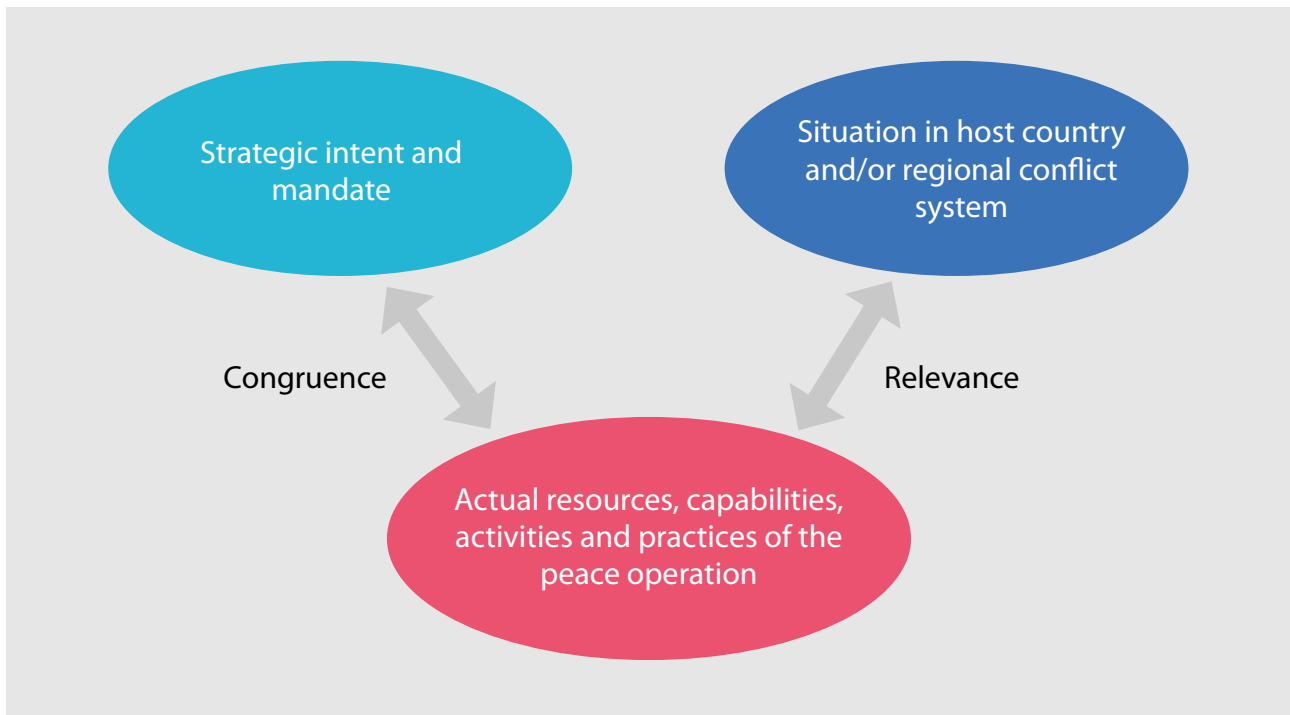 Strategic intent and
mandate
Situation in host country
and/or regional conflict
system
Congruence
Relevance
Actual resources, capabilities,
activities and practices of the
peace operation